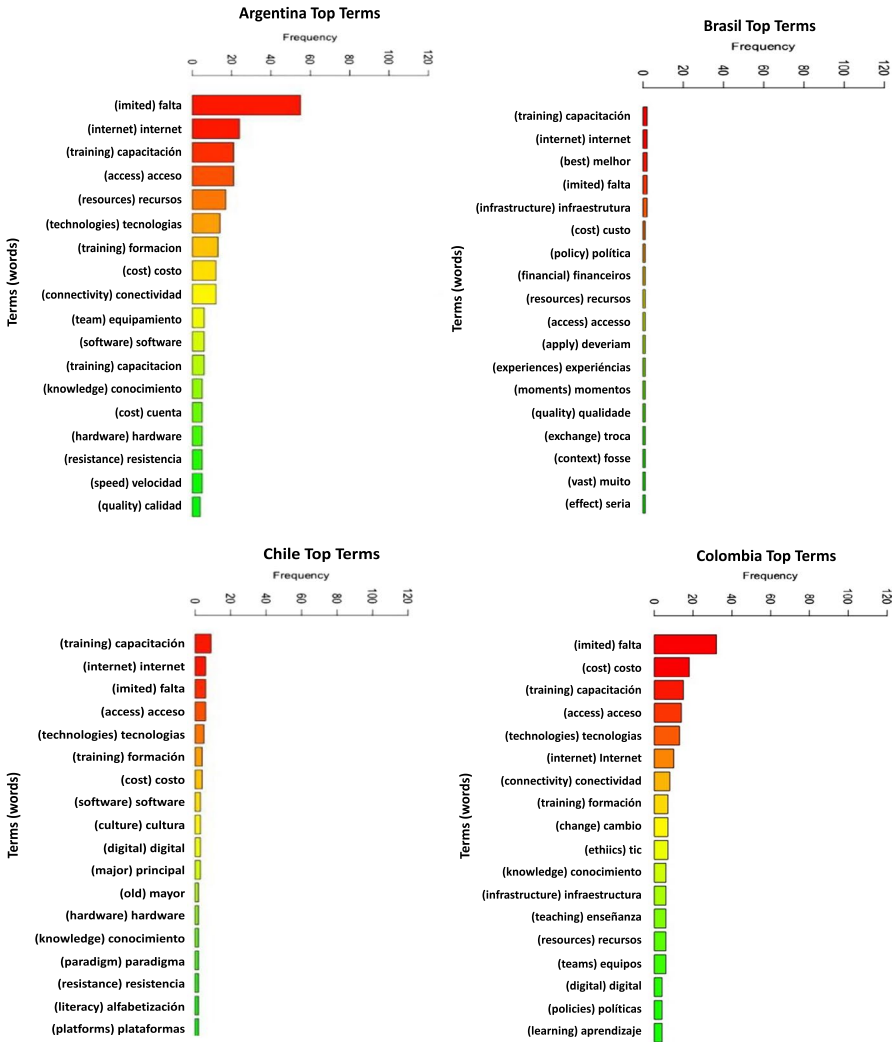 Argentina Top Terms
Frequency
0 20 40 60 80 100 120
Terms (words)
(imited) falta
(internet) internet
(training) capacitación
(access) acceso
(resources) recursos
(technologies) tecnologias
(training) formacion
(cost) costo
(connectivity) conectividad
(team) equipamiento
(software) software
(training) capacitacion
(knowledge) conocimiento
(cost) cuenta
(hardware) hardware
(resistance) resistencia
(speed) velocidad
(quality) calidad
Brasil Top Terms
Frequency
0 20 40 60 80 100 120
Terms (words)
(training) capacitación
(internet) internet
(best) melhor
(imited) falta
(infrastructure) infraestrutura
(cost) custo
(policy) política
(financial) financeiros
(resources) recursos
(access) accesso
(apply) deveriam
(experiences) experiéncias
(moments) momentos
(quality) qualidade
(exchange) troca
(context) fosse
(vast) muito
(effect) seria
Chile Top Terms
Frequency
0 20 40 60 80 100 120
Terms (words)
(training) capacitación
(internet) internet
(imited) falta
(access) acceso
(technologies) tecnologias
(training) formación
(cost) costo
(software) software
(culture) cultura
(digital) digital
(major) principal
(old) mayor
(hardware) hardware
(knowledge) conocimiento
(paradigm) paradigma
(resistance) resistencia
(literacy) alfabetización
(platforms) plataformas
Colombia Top Terms
Frequency
0 20 40 60 80 100 120
Terms (words)
(imited) falta
(cost) costo
(training) capacitación
(access) acceso
(technologies) tecnologias
(internet) Internet
(connectivity) conectividad
(training) formación
(change) cambio
(ethiics) tic
(knowledge) conocimiento
(infrastructure) infraestructura
(teaching) enseñanza
(resources) recursos
(teams) equipos
(digital) digital
(policies) políticas
(learning) aprendizaje